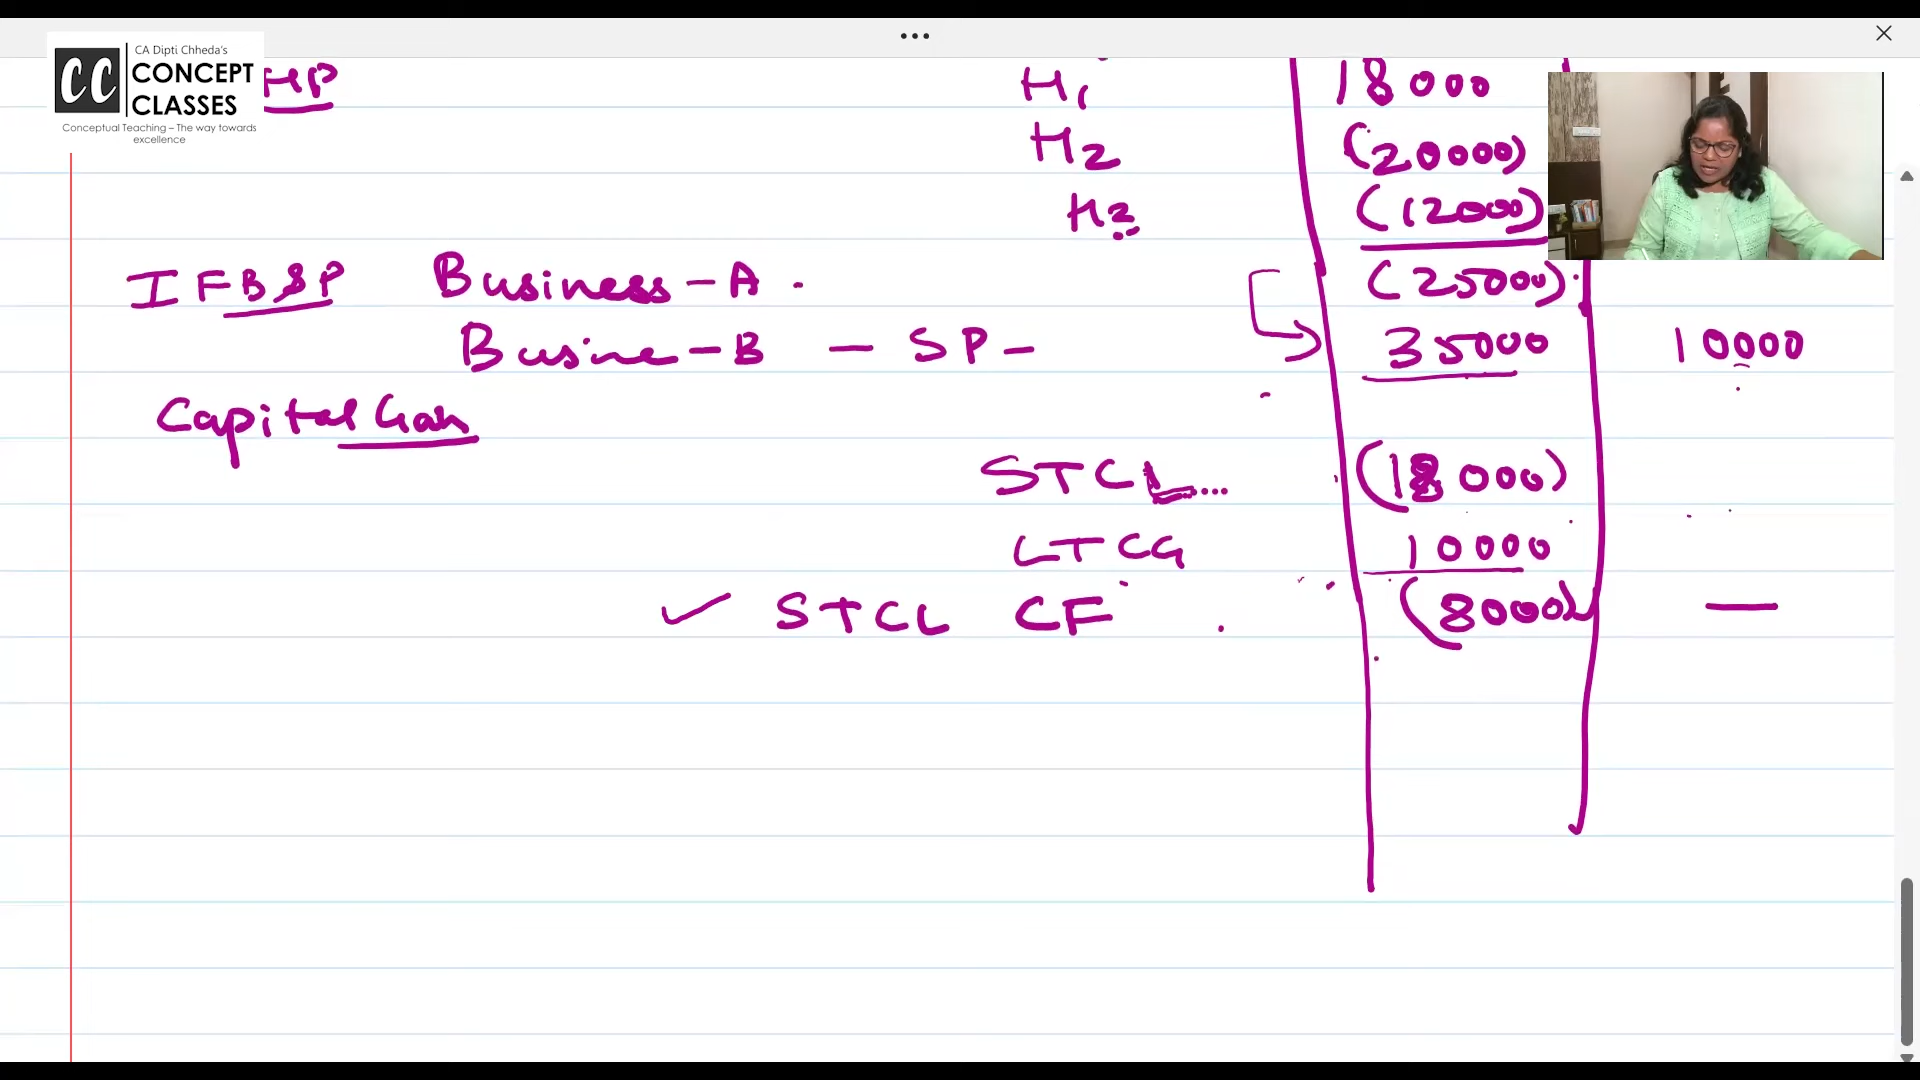 CA Dipti Chheda's
CC CONCEPT
CLASSES
Conceptual Teaching – The way towards
excellence
HP
H1 18000
H2 (20000)
H3 (12000)
IFBSP Business - A (25000)
Busine - B - SP - 35000 10000
Capital Gain
STCL (18000)
LTCG 10000
✓ STCL CF (8000) —